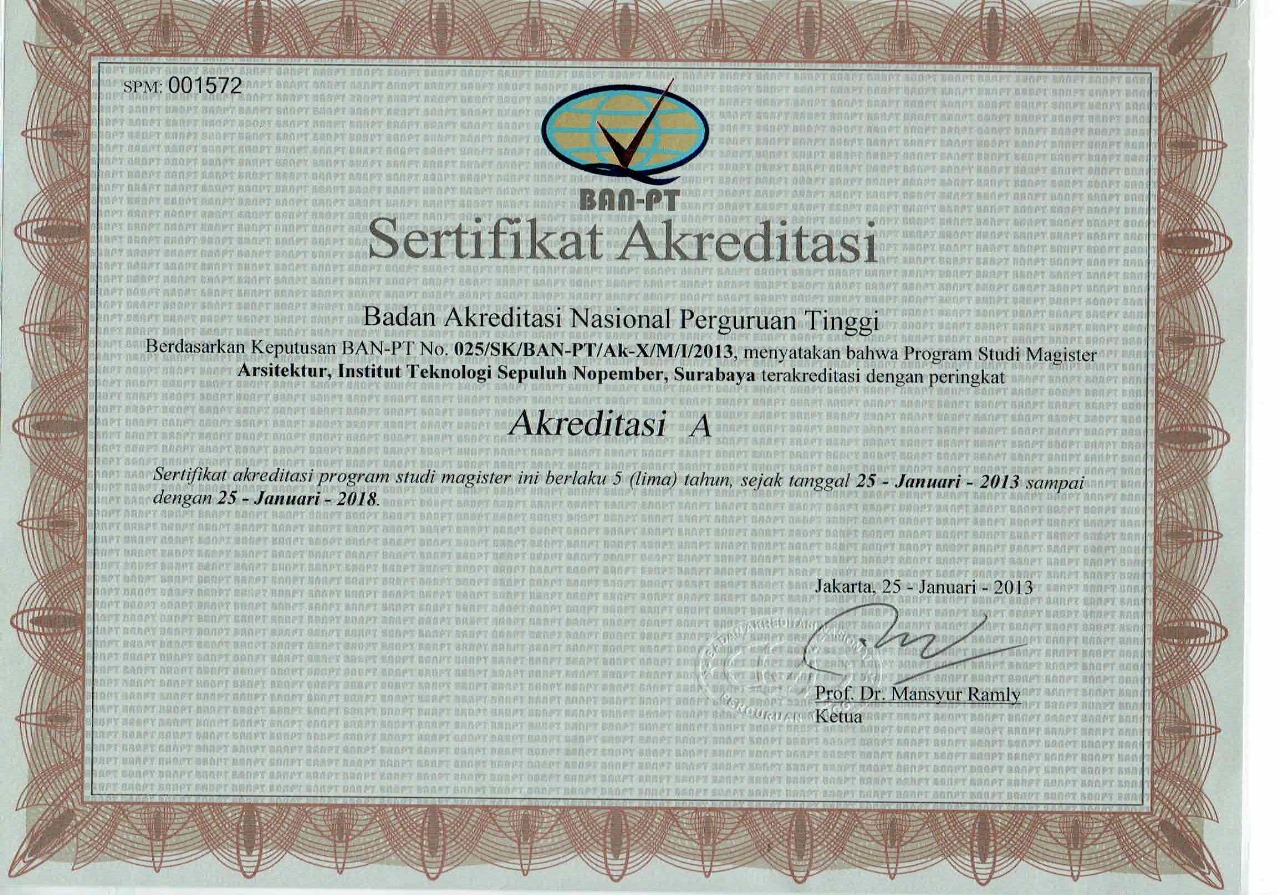 SPM: 001572
BAN-PT
Sertifikat Akreditasi
Badan Akreditasi Nasional Perguruan Tinggi
Berdasarkan Keputusan BAN-PT No. 025/SK/BAN-PT/Ak-X/M/I/2013, menyatakan bahwa Program Studi Magister
Arsitektur, Institut Teknologi Sepuluh Nopember, Surabaya terakreditasi dengan peringkat
Akreditasi A
Sertifikat akreditasi program studi magister ini berlaku 5 (lima) tahun, sejak tanggal 25 - Januari - 2013 sampai
dengan 25 - Januari - 2018.
Jakarta, 25 - Januari - 2013
Prof. Dr. Mansyur Ramly
Ketua